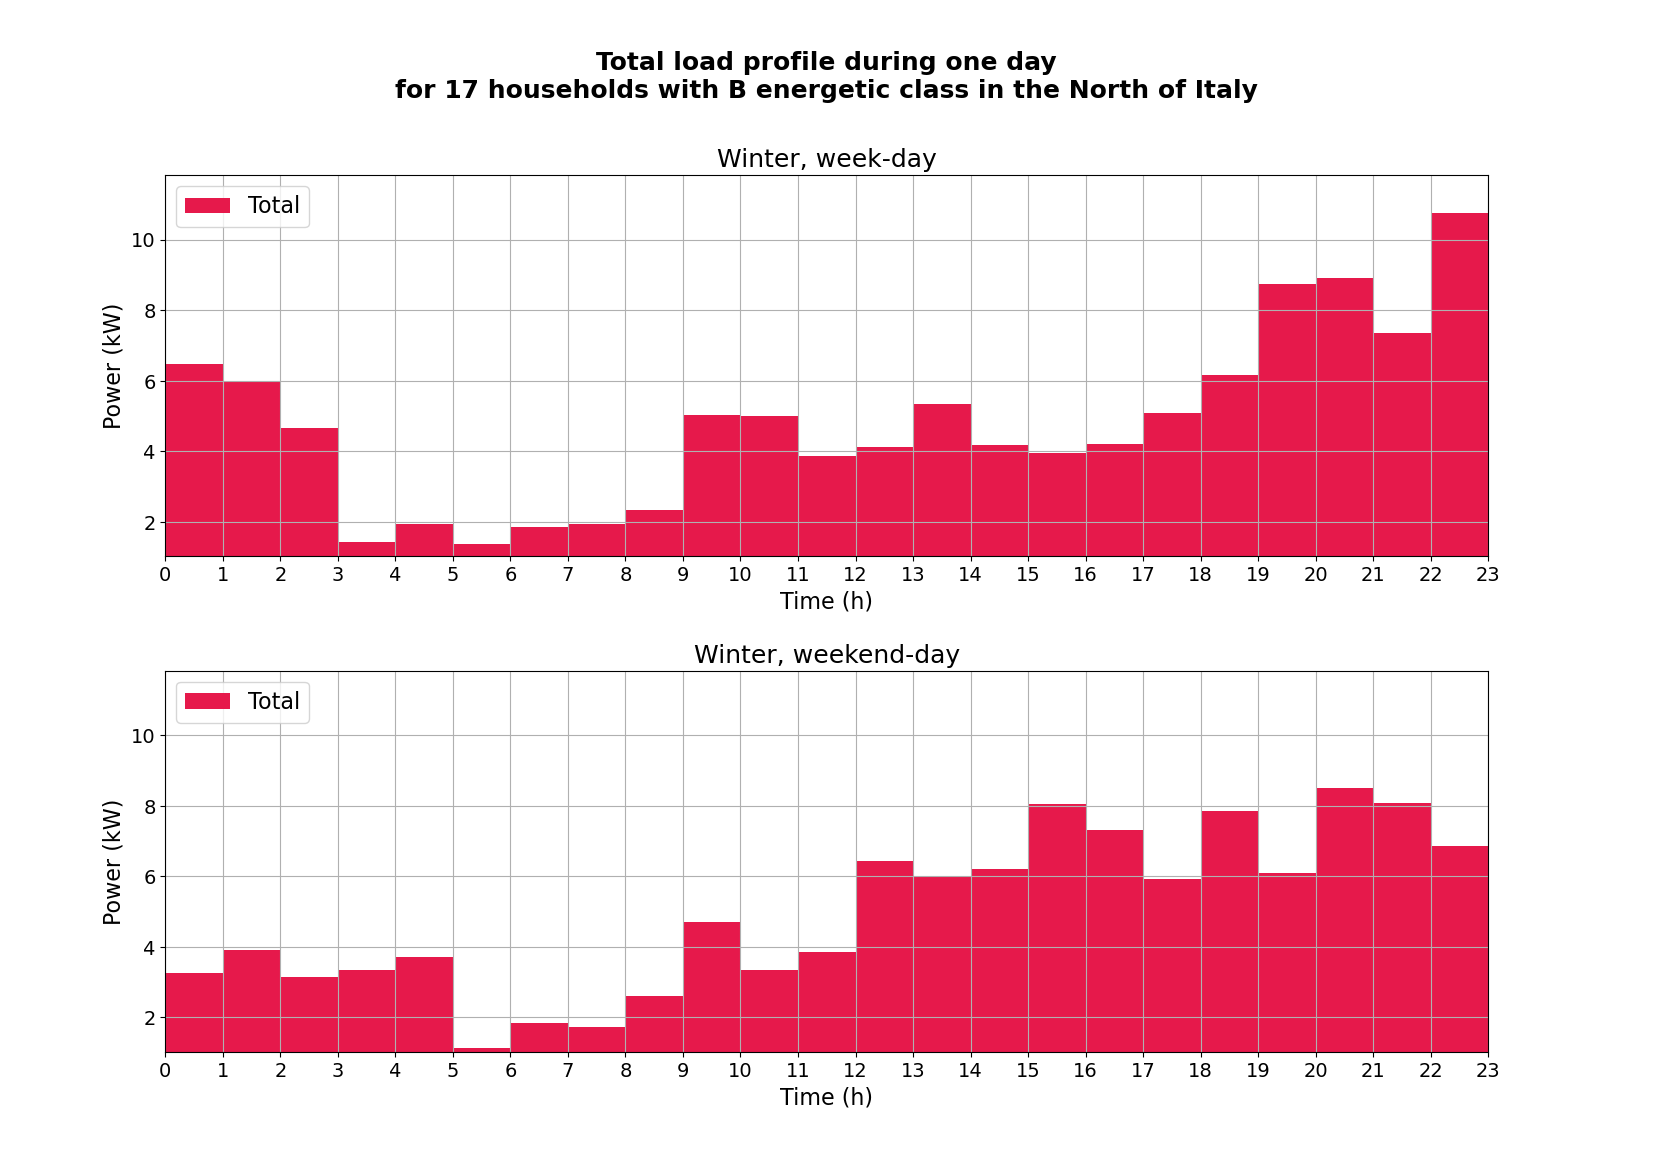 Total load profile during one day
for 17 households with B energetic class in the North of Italy
Winter, week-day
Total
10
8
6
4
2
Power (kW)
0 1 2 3 4 5 6 7 8 9 10 11 12 13 14 15 16 17 18 19 20 21 22 23
Time (h)
Winter, weekend-day
Total
10
8
6
4
2
Power (kW)
0 1 2 3 4 5 6 7 8 9 10 11 12 13 14 15 16 17 18 19 20 21 22 23
Time (h)